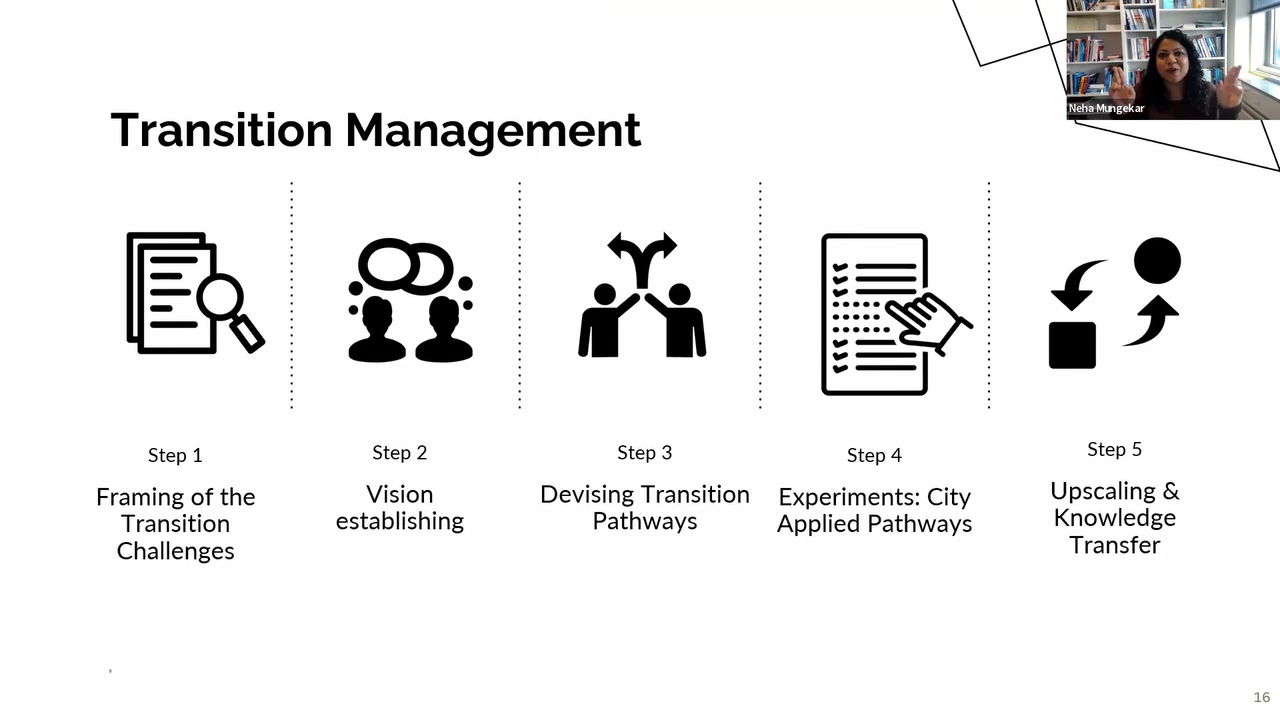 Neha Mungekar
Transition Management
Step 1
Framing of the
Transition
Challenges
Step 2
Vision
establishing
Step 3
Devising Transition
Pathways
Step 4
Experiments: City
Applied Pathways
Step 5
Upscaling &
Knowledge
Transfer
16